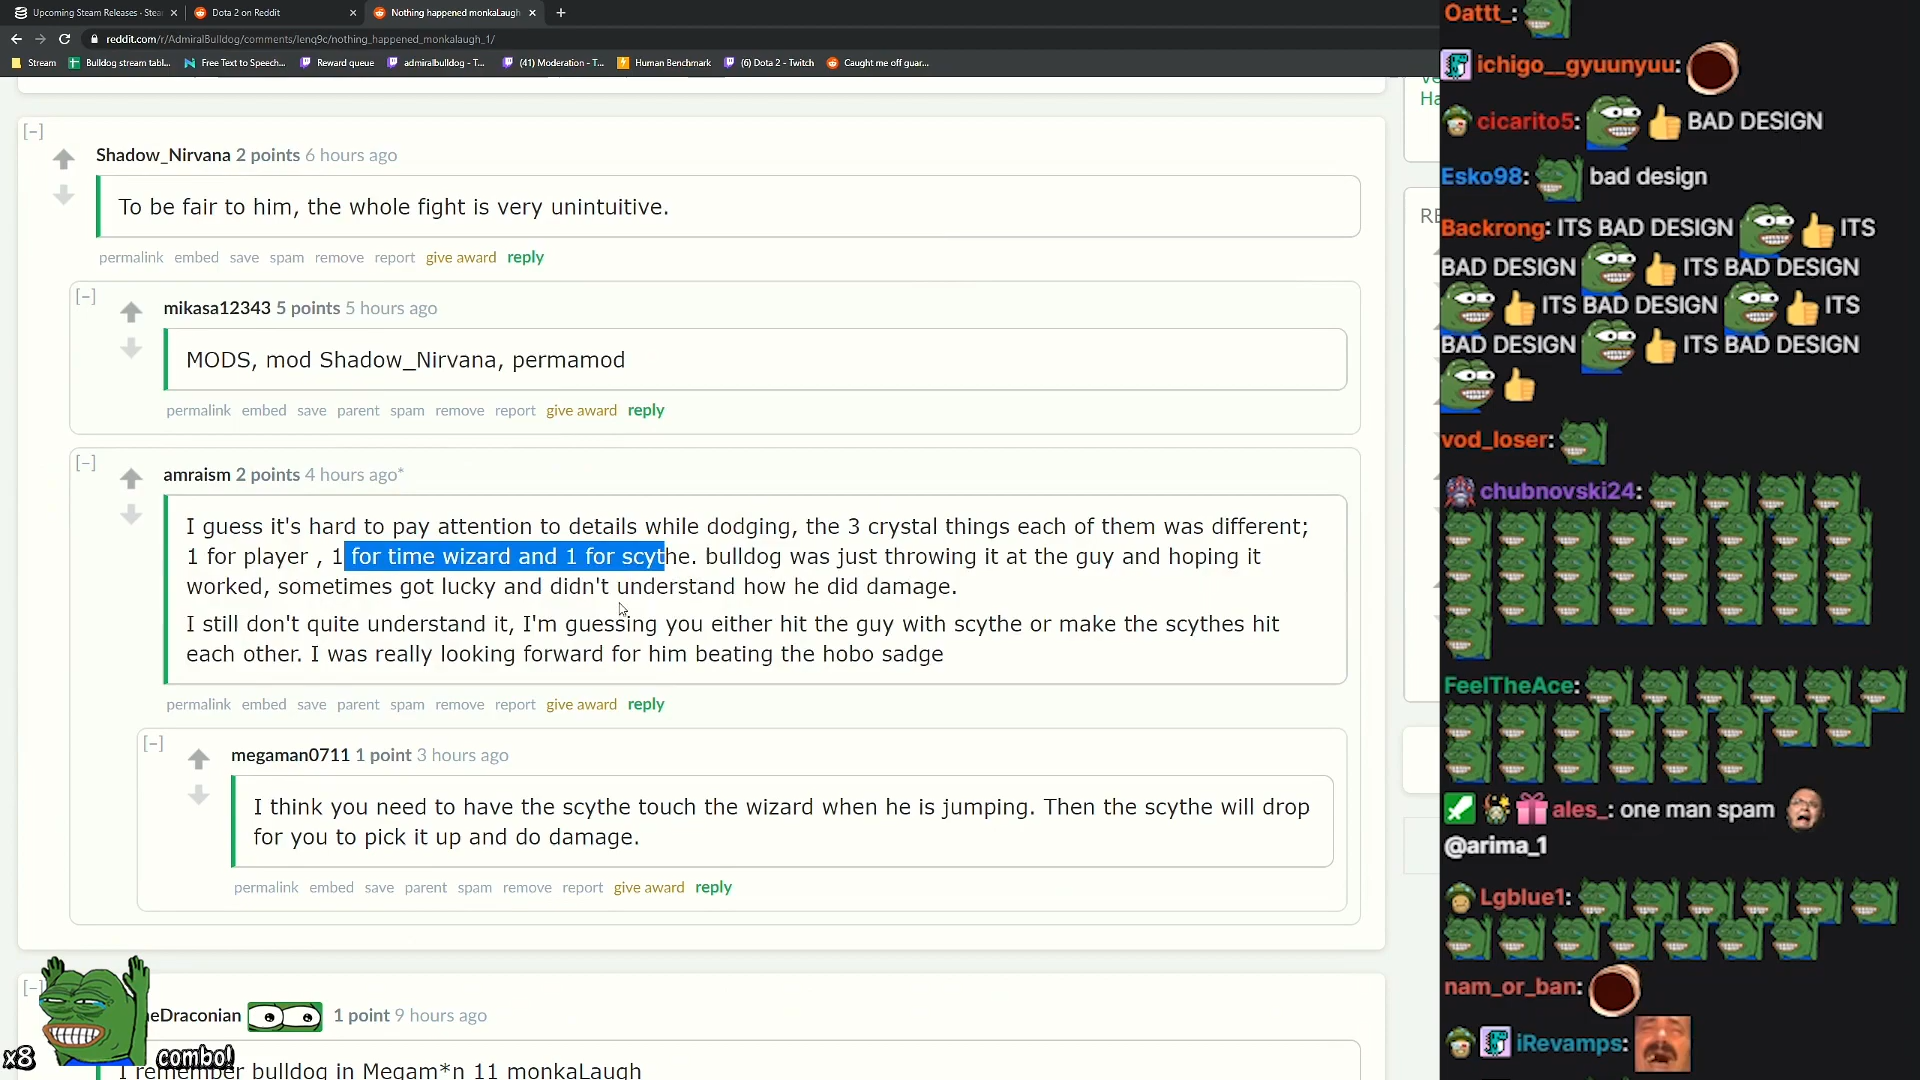 Upcoming Steam Releases · Stea
Dota 2 on Reddit
Nothing happened monkaLaugh
reddit.com/r/AdmiralBulldog/comments/lenq9c/nothing_happened_monkalaugh_1/
Stream
Bulldog stream tabl...
Free Text to Speech...
Reward queue
admiralbulldog - T...
(41) Moderation - T...
Human Benchmark
(6) Dota 2 - Twitch
Caught me off guar...
Ha
[-]
Shadow_Nirvana 2 points 6 hours ago
To be fair to him, the whole fight is very unintuitive.
permalink embed save spam remove report give award reply
[-]
mikasa12343 5 points 5 hours ago
MODS, mod Shadow_Nirvana, permamod
permalink embed save parent spam remove report give award reply
[-]
amraism 2 points 4 hours ago*
I guess it's hard to pay attention to details while dodging, the 3 crystal things each of them was different;
1 for player , 1 for time wizard and 1 for scythe. bulldog was just throwing it at the guy and hoping it
worked, sometimes got lucky and didn't understand how he did damage.
I still don't quite understand it, I'm guessing you either hit the guy with scythe or make the scythes hit
each other. I was really looking forward for him beating the hobo sadge
permalink embed save parent spam remove report give award reply
[-]
megaman0711 1 point 3 hours ago
I think you need to have the scythe touch the wizard when he is jumping. Then the scythe will drop
for you to pick it up and do damage.
permalink embed save parent spam remove report give award reply
[-]
eDraconian 1 point 9 hours ago
I remember bulldog in Megam*n 11 monkaLaugh
x8 combo!
Oattt_:
ichigo__gyuunyuu:
cicarito5: BAD DESIGN
Esko98: bad design
Backrong: ITS BAD DESIGN ITS
BAD DESIGN ITS BAD DESIGN
ITS BAD DESIGN ITS
BAD DESIGN ITS BAD DESIGN
vod_loser:
chubnovski24:
FeelTheAce:
ales_: one man spam
@arima_1
Lgblue1:
nam_or_ban:
iRevamps: